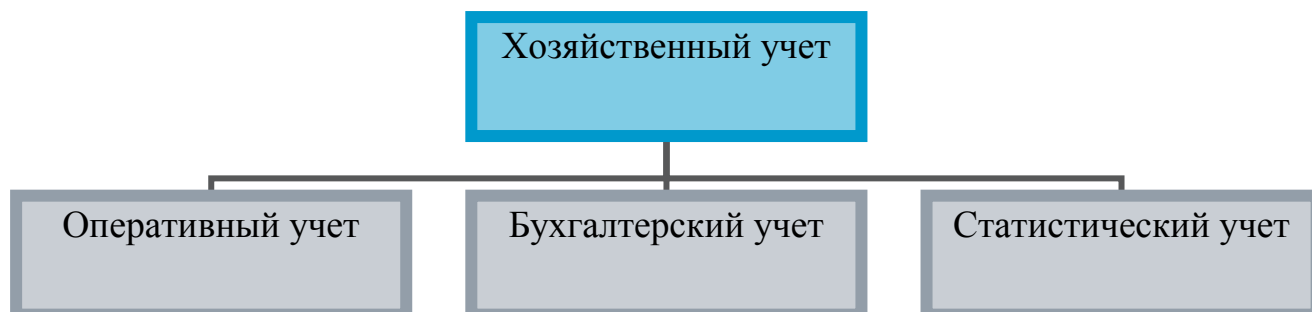 Хозяйственный учет
Оперативный учет
Бухгалтерский учет
Статистический учет